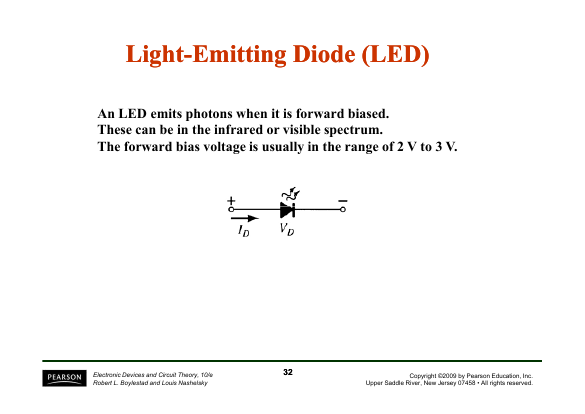 Light-Emitting Diode (LED)
An LED emits photons when it is forward biased.
These can be in the infrared or visible spectrum.
The forward bias voltage is usually in the range of 2 V to 3 V.
+ −
I_D V_D
PEARSON
Electronic Devices and Circuit Theory, 10/e
Robert L. Boylestad and Louis Nashelsky
32
Copyright ©2009 by Pearson Education, Inc.
Upper Saddle River, New Jersey 07458 • All rights reserved.